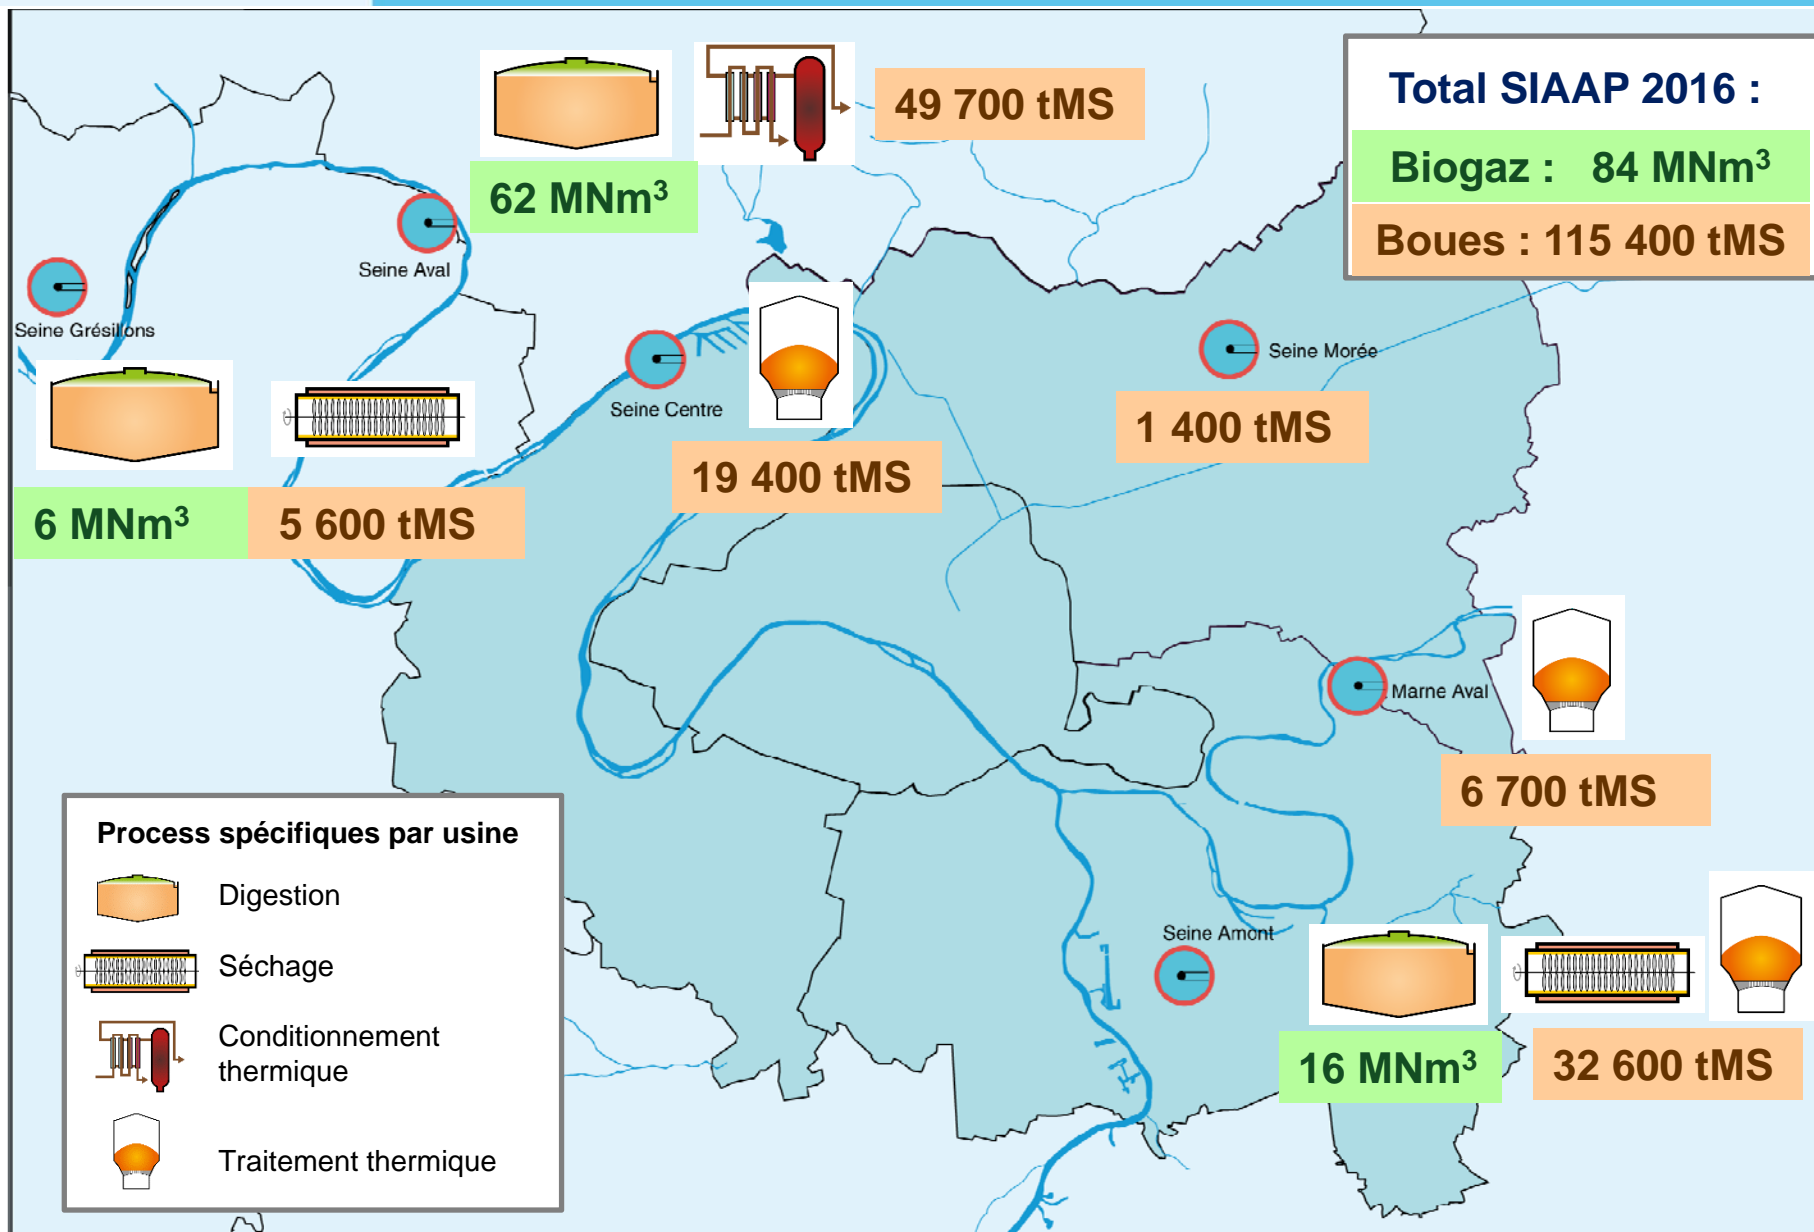 49 700 tMS
Total SIAAP 2016 :
Biogaz : 84 MNm³
Boues : 115 400 tMS
62 MNm³
Seine Aval
Seine Grésillons
Seine Centre
Seine Morée
1 400 tMS
19 400 tMS
6 MNm³
5 600 tMS
Marne Aval
6 700 tMS
Process spécifiques par usine
Digestion
Séchage
Conditionnement
thermique
Traitement thermique
Seine Amont
16 MNm³
32 600 tMS